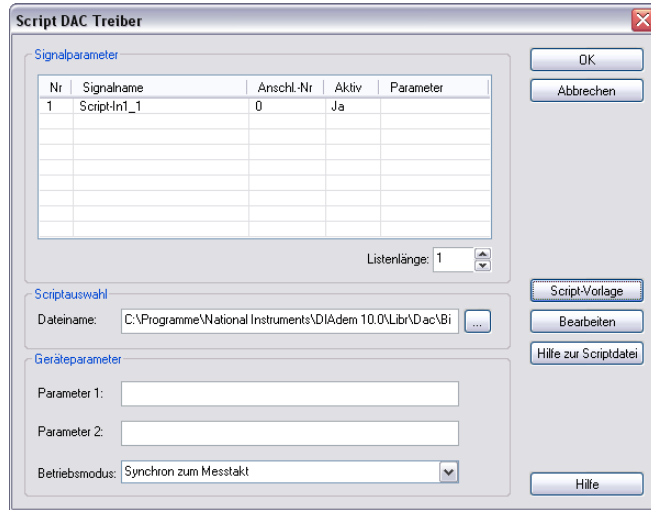 Script DAC Treiber
Signalparameter
Nr Signalname Anschl.-Nr Aktiv Parameter
1 Script-In1_1 0 Ja
Listenlänge: 1
Scriptauswahl
Dateiname: C:\Programme\National Instruments\DIAdem 10.0\Libr\Dac\Bi ...
Geräteparameter
Parameter 1:
Parameter 2:
Betriebsmodus: Synchron zum Messtakt
OK
Abbrechen
Script-Vorlage
Bearbeiten
Hilfe zur Scriptdatei
Hilfe